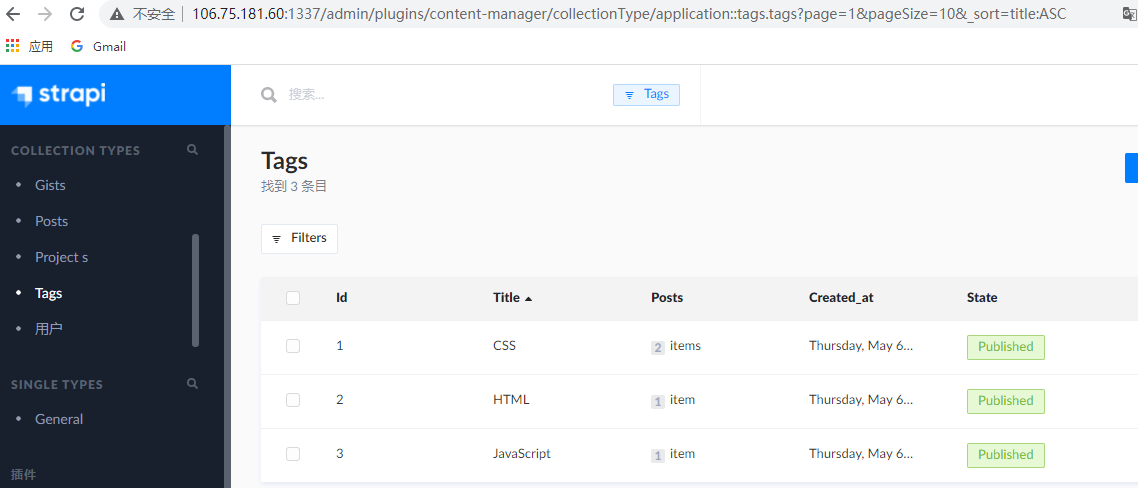 不安全 106.75.181.60:1337/admin/plugins/content-manager/collectionType/application::tags.tags?page=1&pageSize=10&_sort=title:ASC
应用 Gmail
strapi
搜索...
Tags
COLLECTION TYPES
Gists
Posts
Project s
Tags
用户
SINGLE TYPES
General
插件
Tags
找到 3 条目
Filters
Id Title Posts Created_at State
1 CSS 2 items Thursday, May 6... Published
2 HTML 1 item Thursday, May 6... Published
3 JavaScript 1 item Thursday, May 6... Published